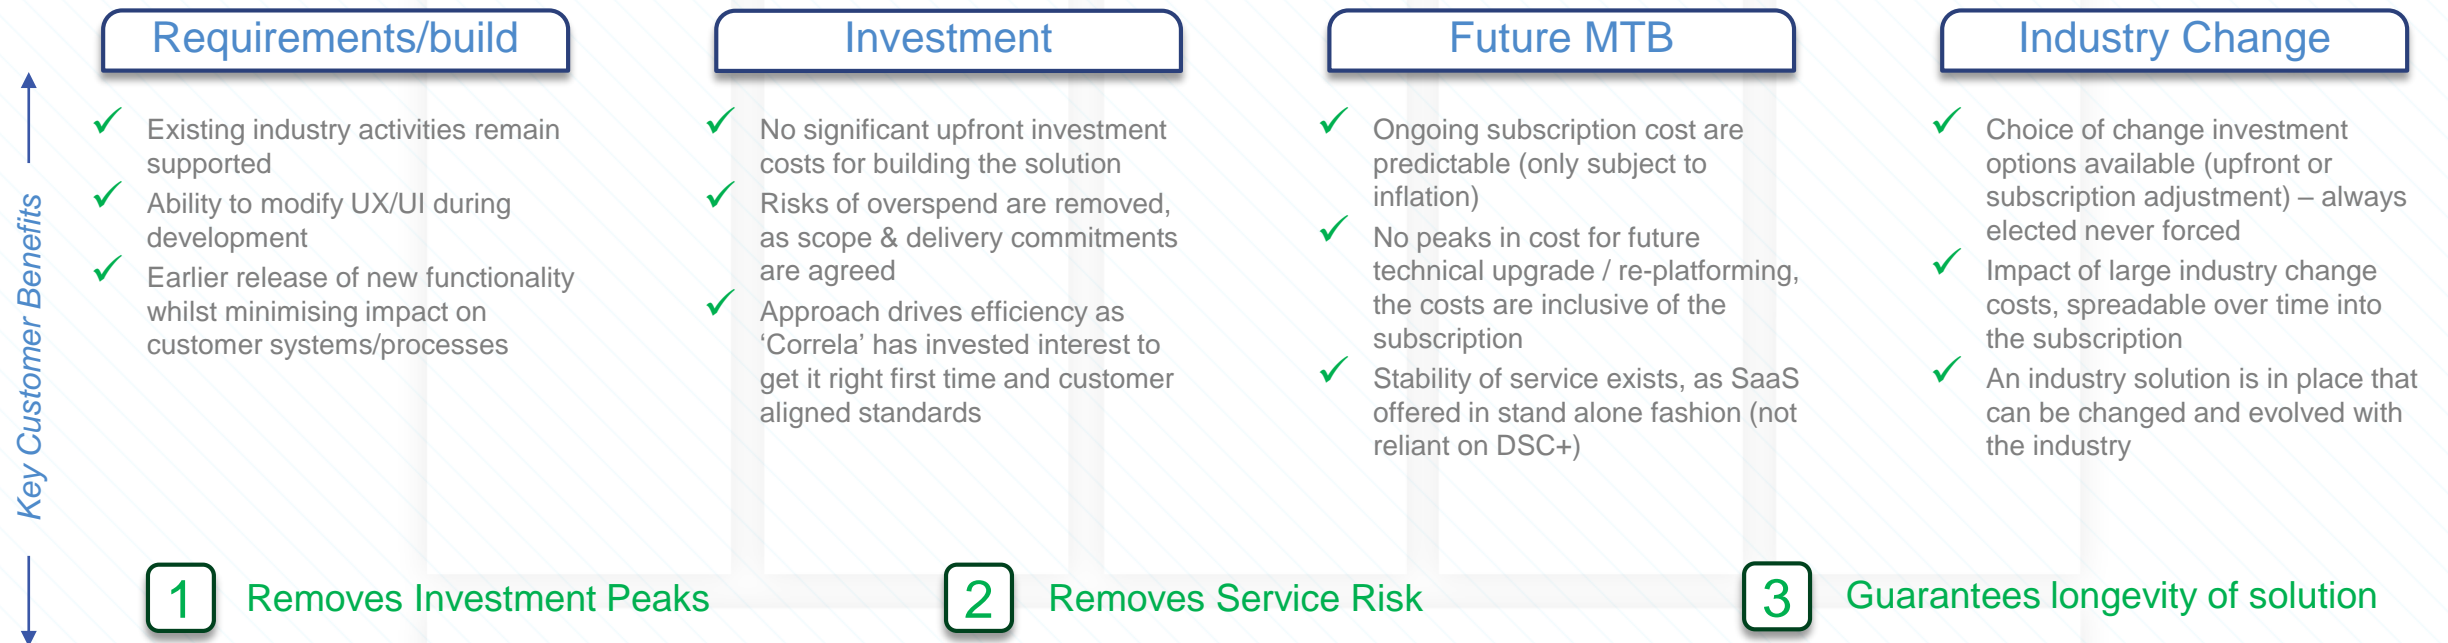 Requirements/build
Existing industry activities remain
supported
Ability to modify UX/UI during
development
Earlier release of new functionality
whilst minimising impact on
customer systems/processes
Investment
No significant upfront investment
costs for building the solution
Risks of overspend are removed,
as scope & delivery commitments
are agreed
Approach drives efficiency as
‘Correla’ has invested interest to
get it right first time and customer
aligned standards
Future MTB
Ongoing subscription cost are
predictable (only subject to
inflation)
No peaks in cost for future
technical upgrade / re-platforming,
the costs are inclusive of the
subscription
Stability of service exists, as SaaS
offered in stand alone fashion (not
reliant on DSC+)
Industry Change
Choice of change investment
options available (upfront or
subscription adjustment) – always
elected never forced
Impact of large industry change
costs, spreadable over time into
the subscription
An industry solution is in place that
can be changed and evolved with
the industry
Key Customer Benefits
1 Removes Investment Peaks
2 Removes Service Risk
3 Guarantees longevity of solution